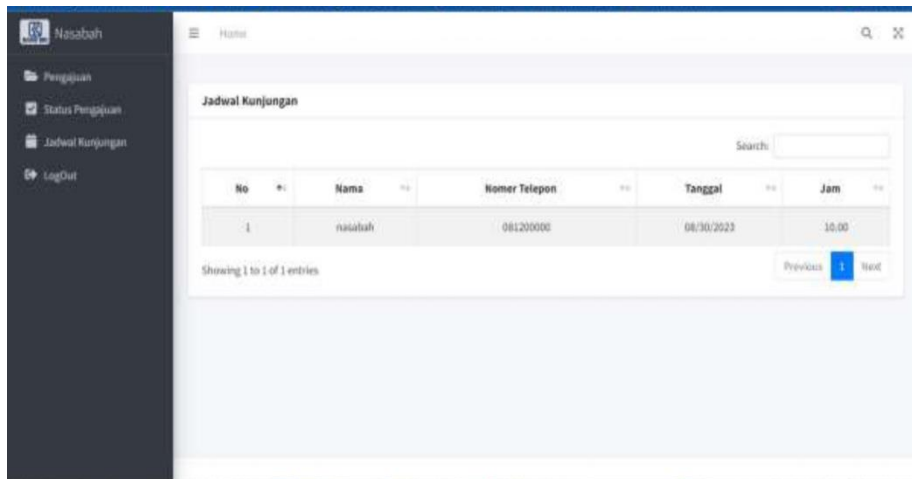 Nasabah
Home
Pengajuan
Status Pengajuan
Jadwal Kunjungan
LogOut
Jadwal Kunjungan
Search:
No Nama Nomer Telepon Tanggal Jam
1 nasabah 081200000 08/30/2023 10.00
Showing 1 to 1 of 1 entries
Previous 1 Next